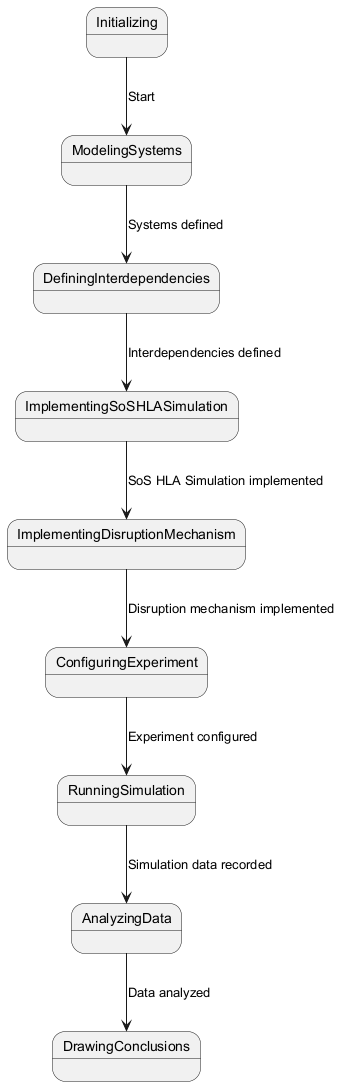 Initializing
Start
ModelingSystems
Systems defined
DefiningInterdependencies
Interdependencies defined
ImplementingSoSHLASimulation
SoS HLA Simulation implemented
ImplementingDisruptionMechanism
Disruption mechanism implemented
ConfiguringExperiment
Experiment configured
RunningSimulation
Simulation data recorded
AnalyzingData
Data analyzed
DrawingConclusions